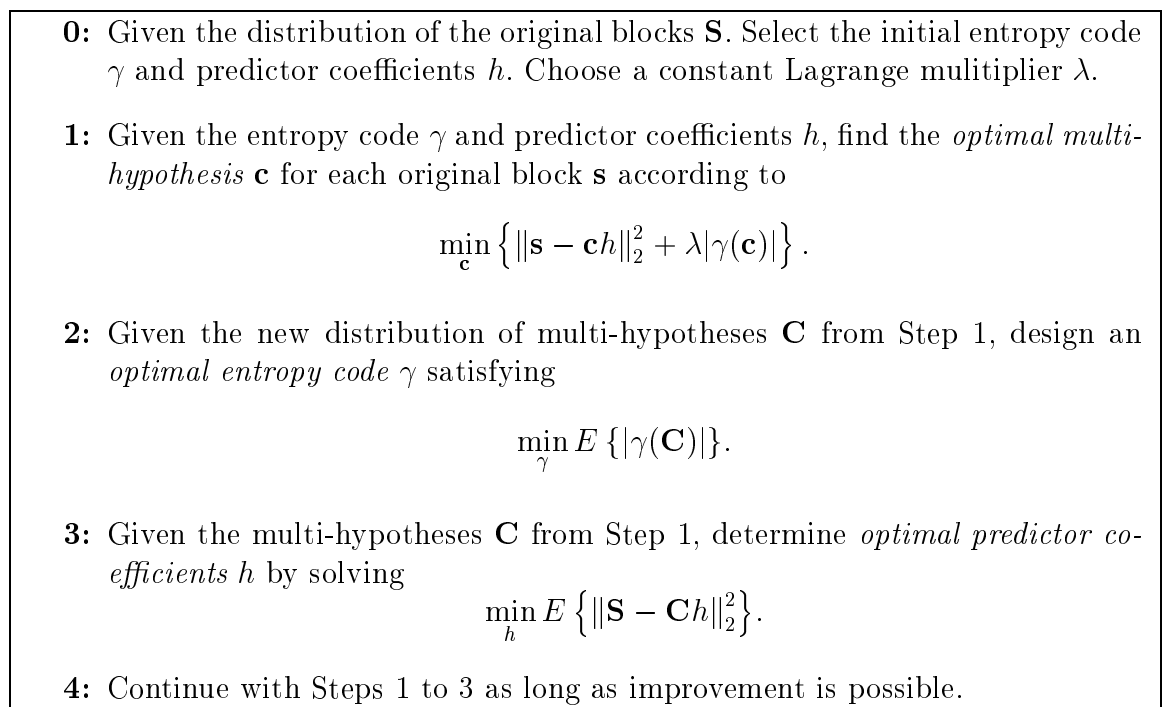 0: Given the distribution of the original blocks S. Select the initial entropy code
γ and predictor coefficients h. Choose a constant Lagrange mulitiplier λ.
1: Given the entropy code γ and predictor coefficients h, find the optimal multi-
hypothesis c for each original block s according to
min_c { ‖s − ch‖₂² + λ|γ(c)| } .
2: Given the new distribution of multi-hypotheses C from Step 1, design an
optimal entropy code γ satisfying
min_γ E {|γ(C)|}.
3: Given the multi-hypotheses C from Step 1, determine optimal predictor co-
efficients h by solving
min_h E { ‖S − Ch‖₂² }.
4: Continue with Steps 1 to 3 as long as improvement is possible.